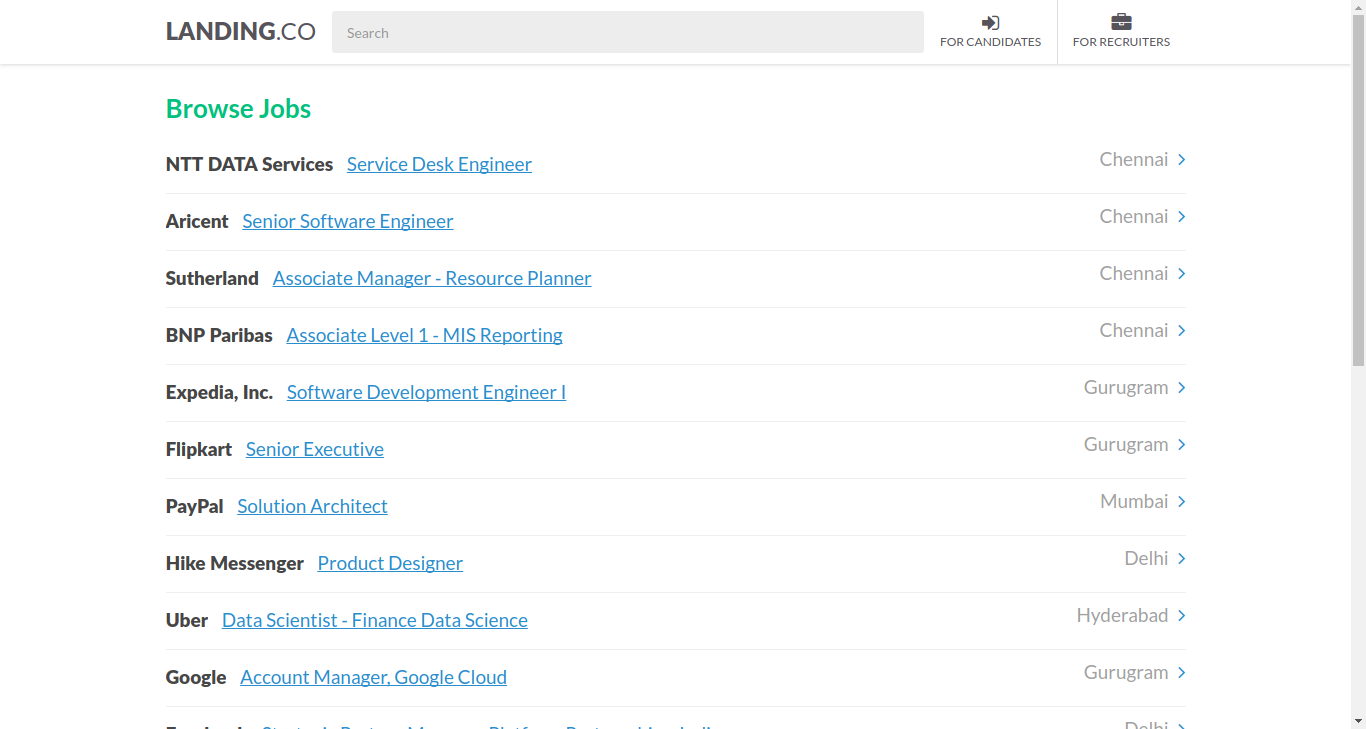 LANDING.CO
Search
FOR CANDIDATES
FOR RECRUITERS
Browse Jobs
NTT DATA Services Service Desk Engineer Chennai
Aricent Senior Software Engineer Chennai
Sutherland Associate Manager - Resource Planner Chennai
BNP Paribas Associate Level 1 - MIS Reporting Chennai
Expedia, Inc. Software Development Engineer I Gurugram
Flipkart Senior Executive Gurugram
PayPal Solution Architect Mumbai
Hike Messenger Product Designer Delhi
Uber Data Scientist - Finance Data Science Hyderabad
Google Account Manager, Google Cloud Gurugram
Delhi